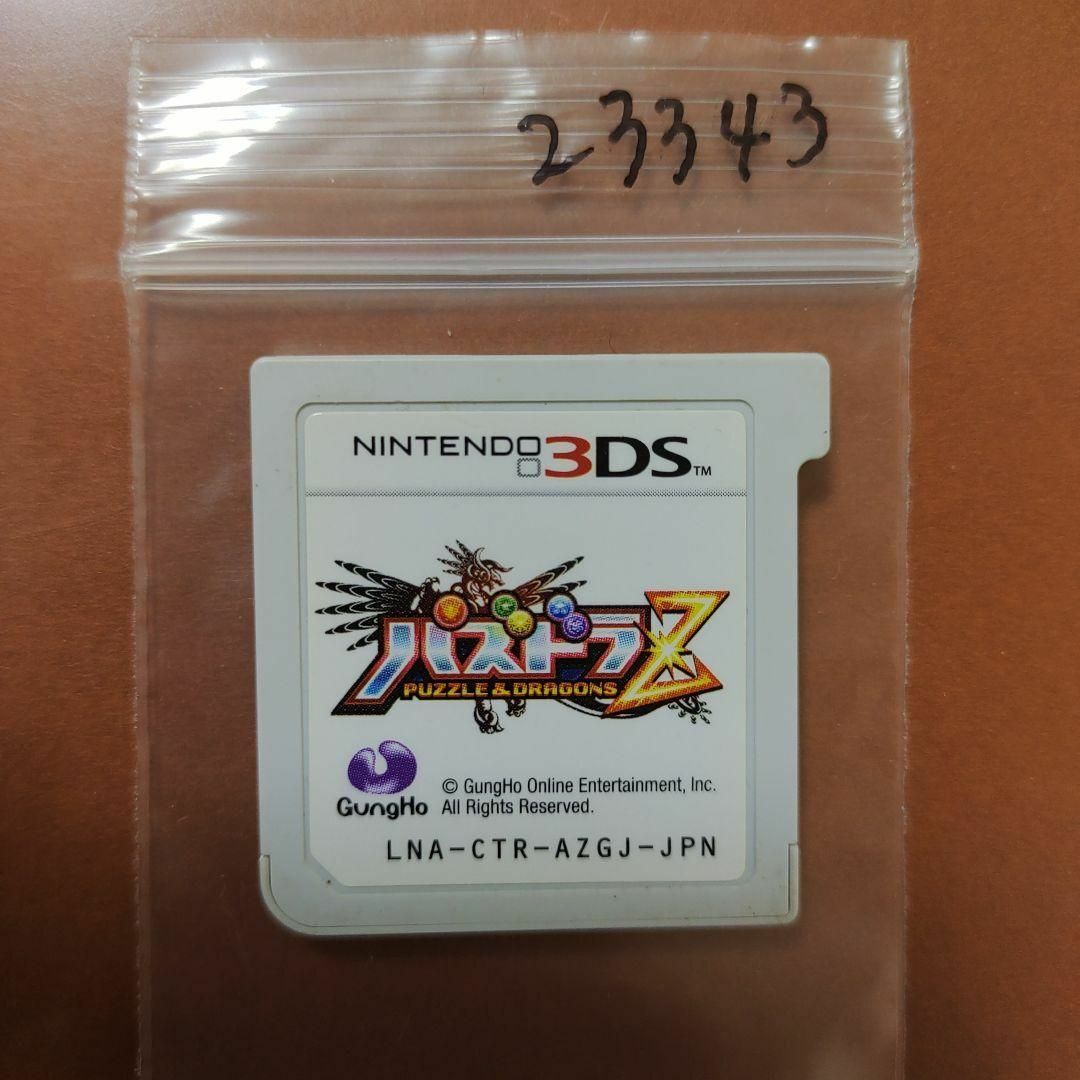 23343
NINTENDO 3DS™
パズドラZ
PUZZLE & DRAGONS
GungHo
© GungHo Online Entertainment, Inc.
All Rights Reserved.
LNA-CTR-AZGJ-JPN